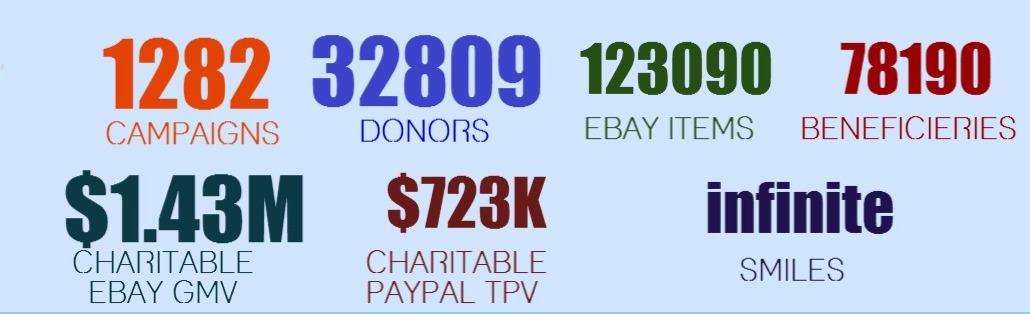 1282 32809 123090 78190
CAMPAIGNS DONORS EBAY ITEMS BENEFICIERIES
$1.43M $723K infinite
CHARITABLE CHARITABLE SMILES
EBAY GMV PAYPAL TPV